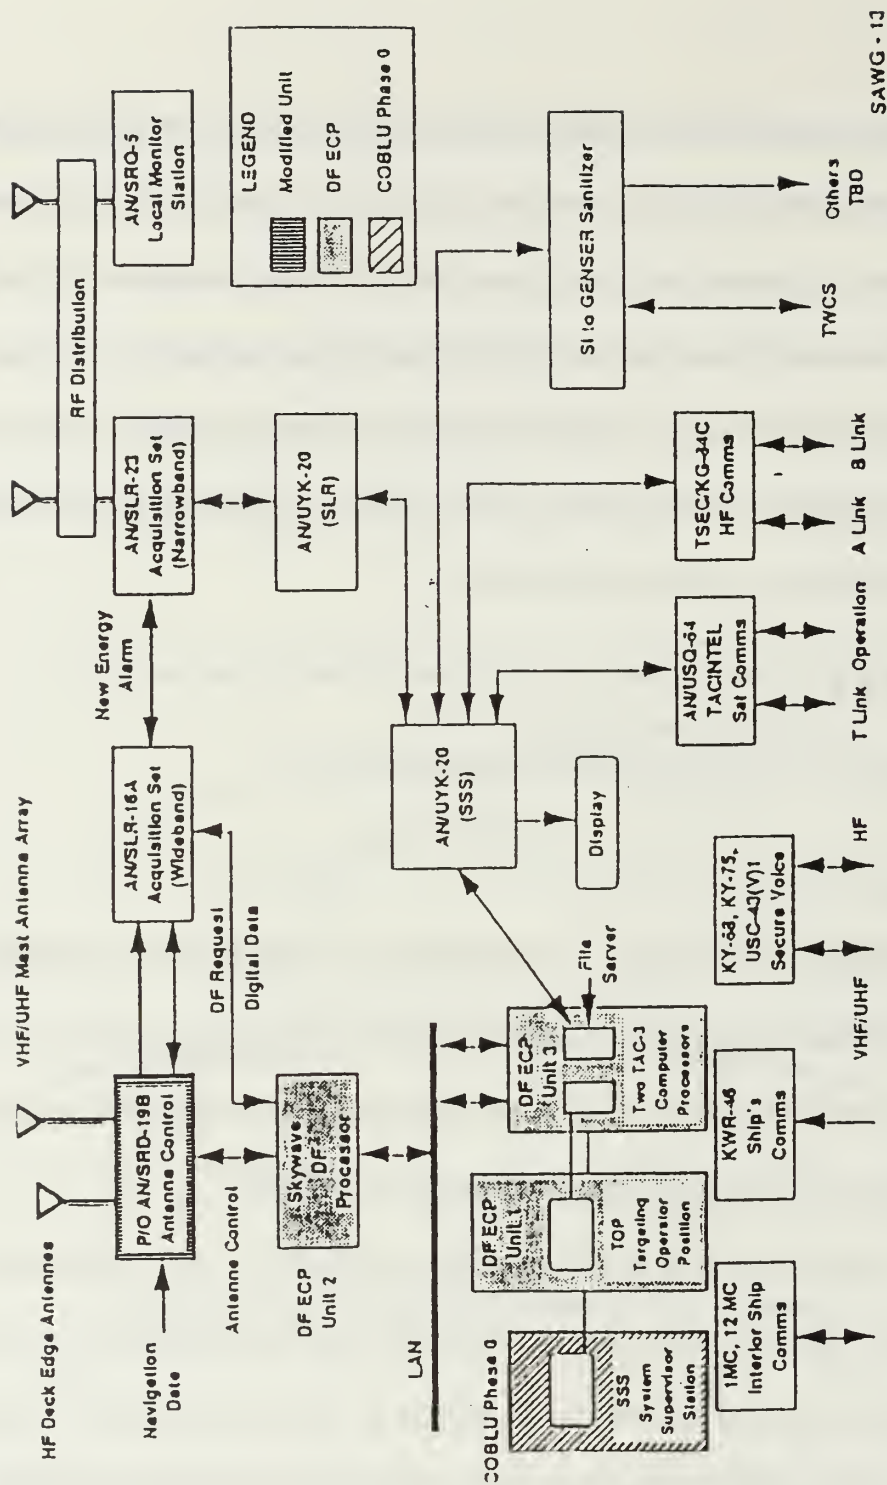 HF Deck Edge Antennes
VHF/UHF Mast Antenna Array
Navigation
Data
P/O AN/SRD-19B
Antenna Control
AN/SLR-16A
Acquisition Set
(Wideband)
New Energy
Alarm
AN/SLR-23
Acquisition Set
(Narrowband)
RF Distribution
AN/SRQ-5
Local Monitor
Station
Antenna Control
DF Request
Digital Data
DF ECP
Unit 2
Skywave
DF
Processor
AN/UYK-20
(SLR)
LEGEND
Modified Unit
DF ECP
COBLU Phase 0
LAN
AN/UYK-20
(SSS)
Display
SI to GENSER Sanitizer
COBLU Phase 0
SSS
System
Supervisor
Station
DF ECP
Unit 1
TOP
Targeting
Operator
Position
DF ECP
Unit 3
Two TAC-3
Computer
Processors
File
Server
1MC, 12 MC
Interior Ship
Comms
KWR-46
Ship's
Comms
KY-58, KY-75,
USC-43(V)1
Secure Voice
AN/USQ-64
TACINTEL
Sat Comms
TSEC/KG-84C
HF Comms
VHF/UHF
HF
T Link
Operation
A Link
B Link
TWCS
Others
TBD
SAWG - 13